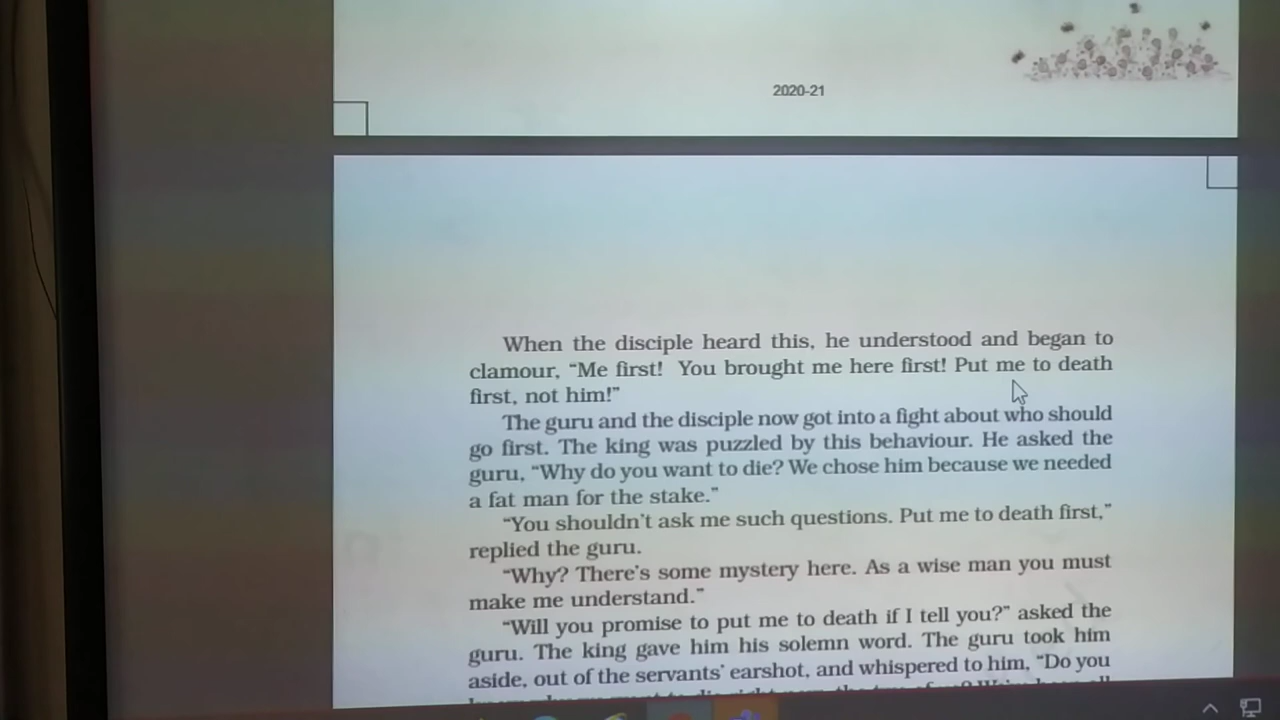 2020-21
When the disciple heard this, he understood and began to
clamour, “Me first! You brought me here first! Put me to death
first, not him!”
The guru and the disciple now got into a fight about who should
go first. The king was puzzled by this behaviour. He asked the
guru, “Why do you want to die? We chose him because we needed
a fat man for the stake.”
“You shouldn't ask me such questions. Put me to death first,”
replied the guru.
“Why? There's some mystery here. As a wise man you must
make me understand.”
“Will you promise to put me to death if I tell you?” asked the
guru. The king gave him his solemn word. The guru took him
aside, out of the servants' earshot, and whispered to him, “Do you